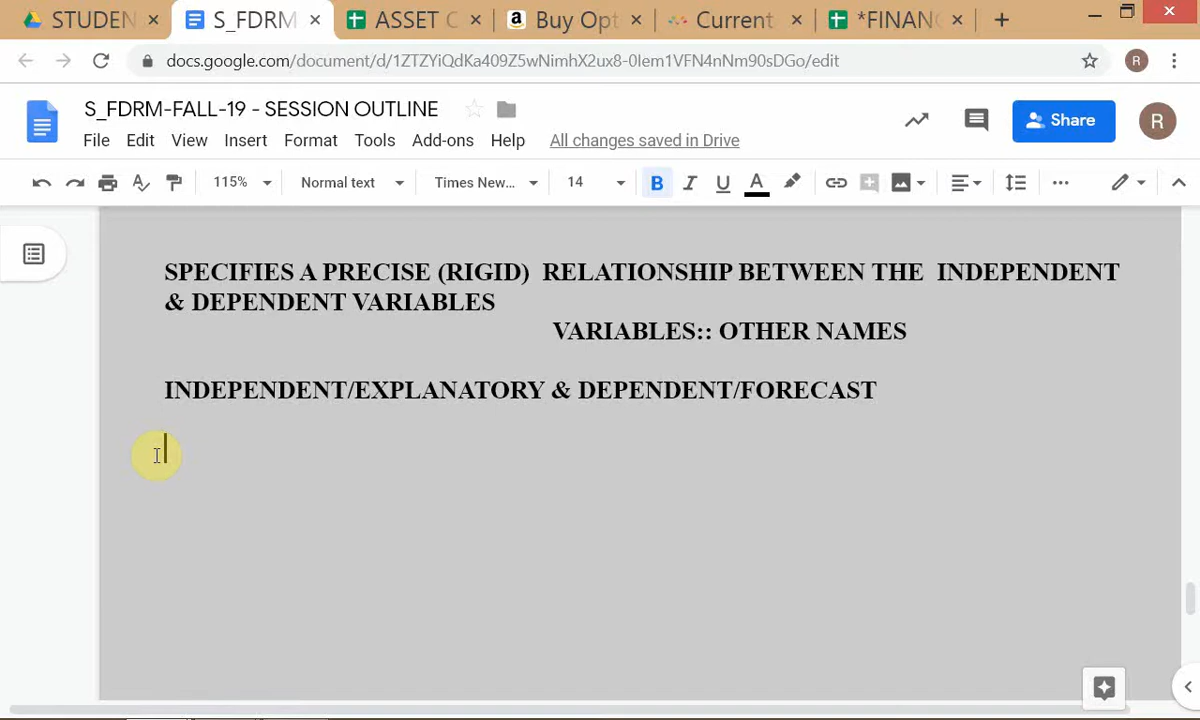 STUDEN
S_FDRM
ASSET C
Buy Opt
Current
*FINANC
docs.google.com/document/d/1ZTZYiQdKa409Z5wNimhX2ux8-0lem1VFN4nNm90sDGo/edit
R
S_FDRM-FALL-19 - SESSION OUTLINE
File Edit View Insert Format Tools Add-ons Help All changes saved in Drive
Share
R
115% Normal text Times New... 14 B I U A
SPECIFIES A PRECISE (RIGID) RELATIONSHIP BETWEEN THE INDEPENDENT
& DEPENDENT VARIABLES
VARIABLES:: OTHER NAMES
INDEPENDENT/EXPLANATORY & DEPENDENT/FORECAST